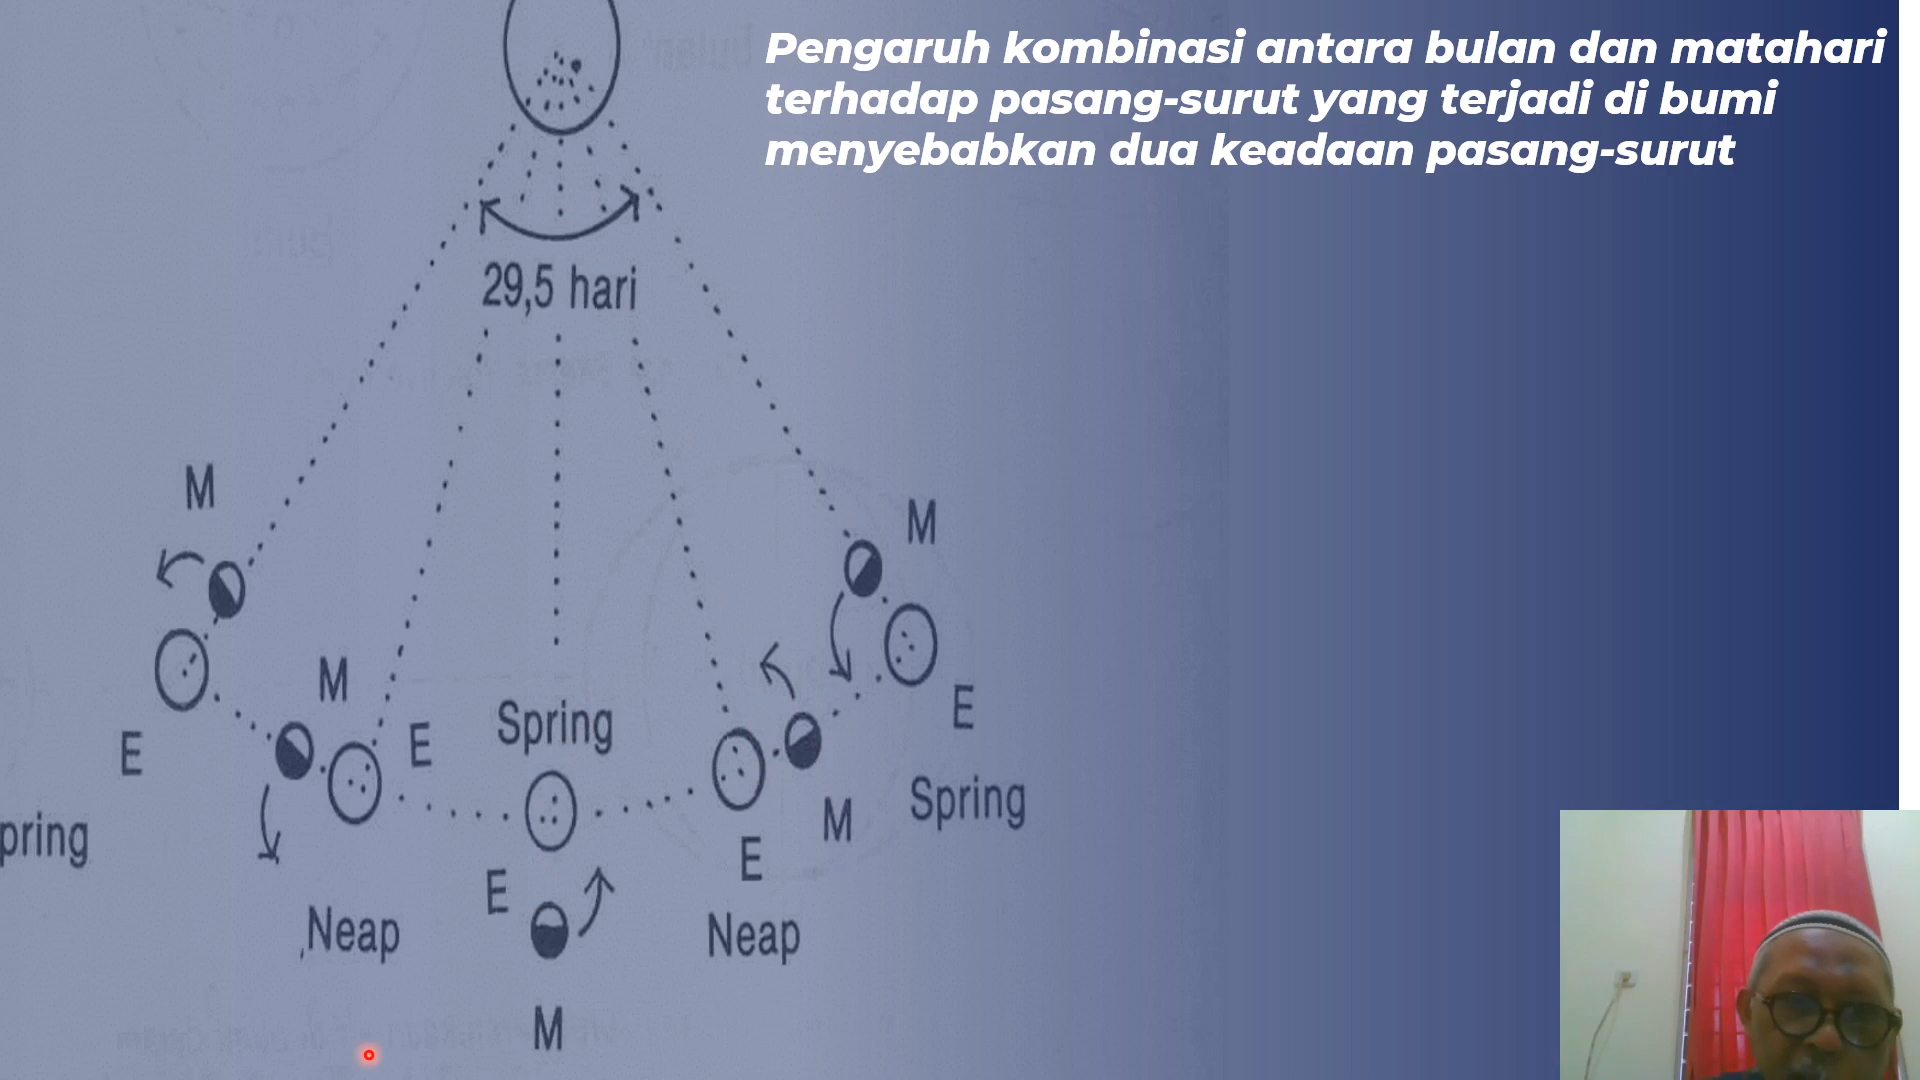 Pengaruh kombinasi antara bulan dan matahari
terhadap pasang-surut yang terjadi di bumi
menyebabkan dua keadaan pasang-surut
29,5 hari
M
M
M
E
Spring
E
E
Spring
pring
E
M
E
Neap
Neap
M